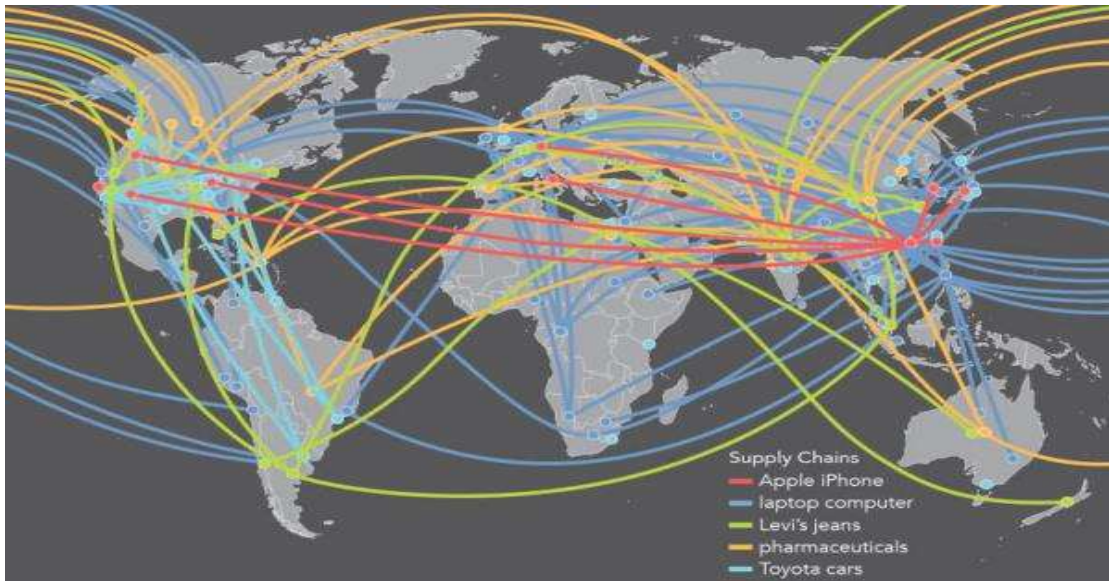 Supply Chains
Apple iPhone
laptop computer
Levi's jeans
pharmaceuticals
Toyota cars